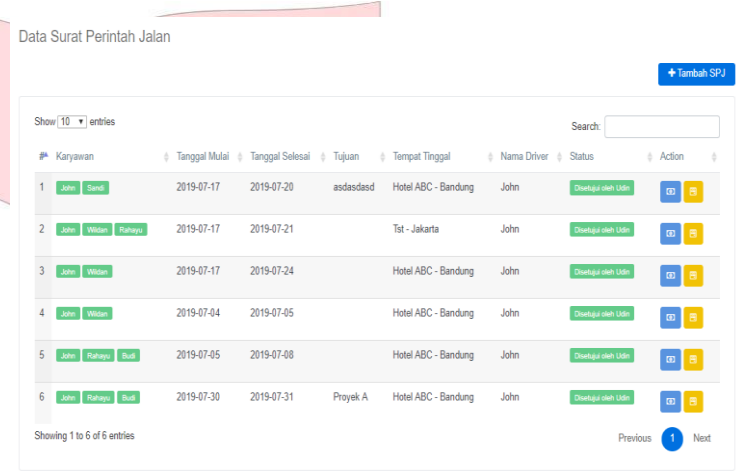 Data Surat Perintah Jalan
+ Tambah SPJ
Show 10 entries Search:
# Karyawan Tanggal Mulai Tanggal Selesai Tujuan Tempat Tinggal Nama Driver Status Action
1 John Sandi 2019-07-17 2019-07-20 asdasdasd Hotel ABC - Bandung John Disetujui oleh Udin
2 John Wildan Rahayu 2019-07-17 2019-07-21 Tst - Jakarta John Disetujui oleh Udin
3 John Wildan 2019-07-17 2019-07-24 Hotel ABC - Bandung John Disetujui oleh Udin
4 John Wildan 2019-07-04 2019-07-05 Hotel ABC - Bandung John Disetujui oleh Udin
5 John Rahayu Budi 2019-07-05 2019-07-08 Hotel ABC - Bandung John Disetujui oleh Udin
6 John Rahayu Budi 2019-07-30 2019-07-31 Proyek A Hotel ABC - Bandung John Disetujui oleh Udin
Showing 1 to 6 of 6 entries Previous 1 Next